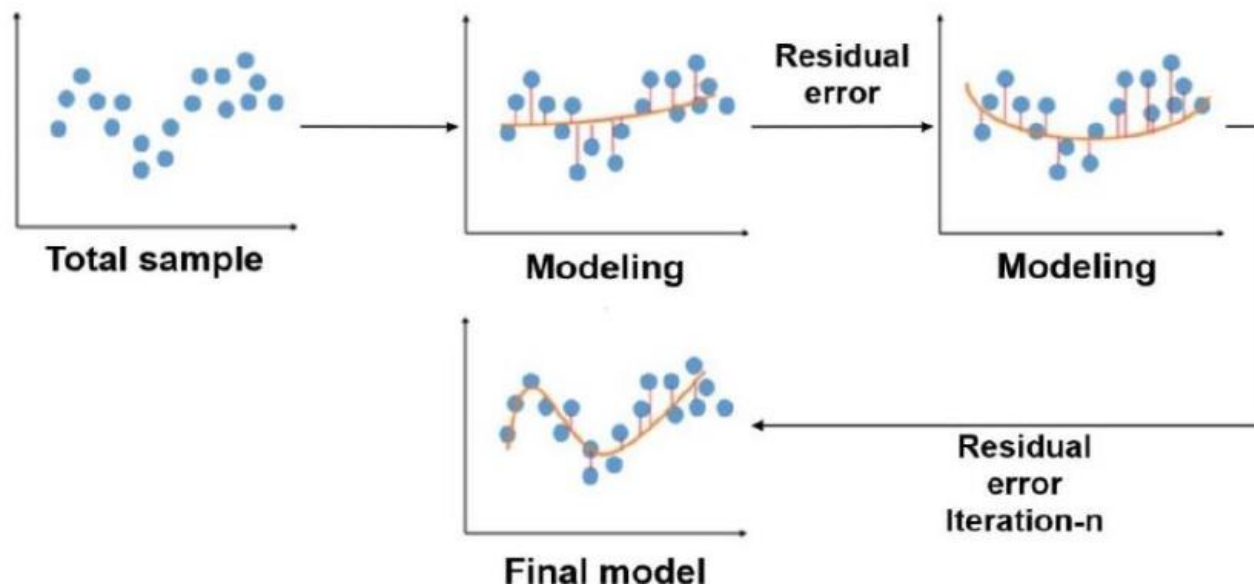 Residual
error
Total sample
Modeling
Modeling
Residual
error
Iteration-n
Final model